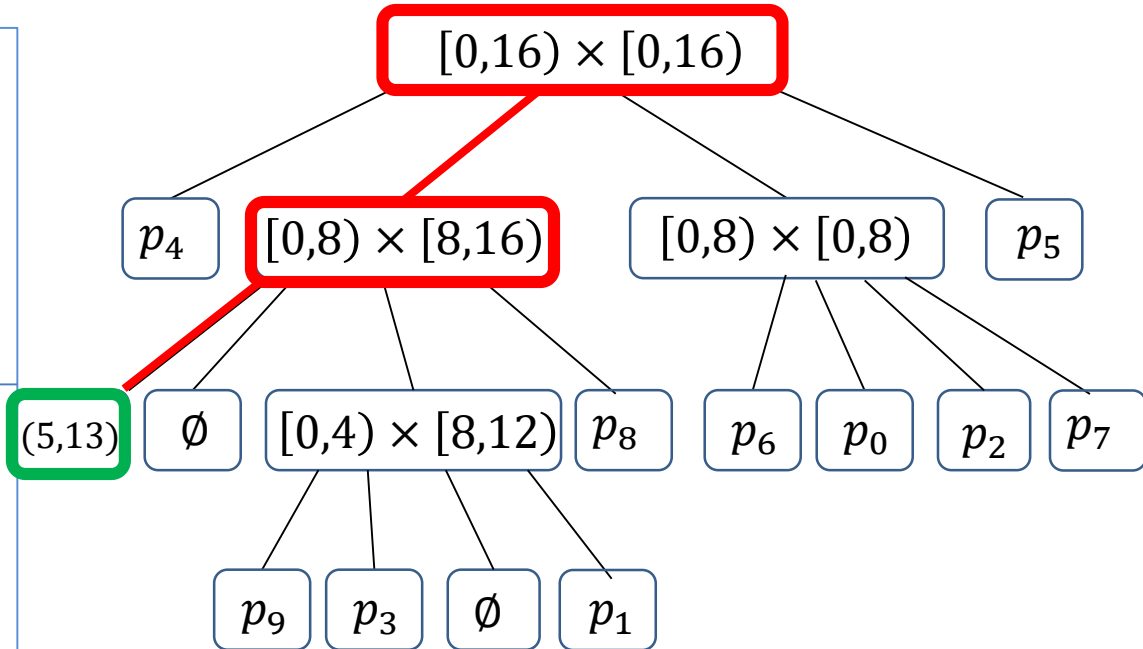 [0,16) × [0,16)
p₄ [0,8) × [8,16) [0,8) × [0,8) p₅
(5,13) ∅ [0,4) × [8,12) p₈ p₆ p₀ p₂ p₇
p₉ p₃ ∅ p₁